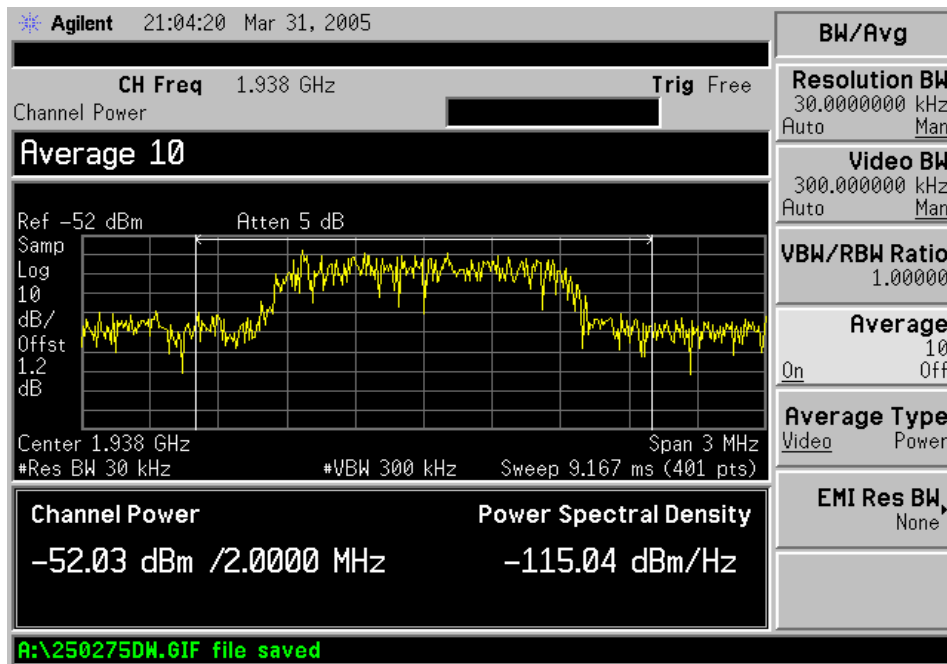 Agilent 21:04:20 Mar 31, 2005
CH Freq 1.938 GHz Trig Free
Channel Power
Average 10
Ref -52 dBm Atten 5 dB
Samp
Log
10
dB/
Offst
1.2
dB
Center 1.938 GHz Span 3 MHz
#Res BW 30 kHz #VBW 300 kHz Sweep 9.167 ms (401 pts)
Channel Power Power Spectral Density
-52.03 dBm /2.0000 MHz -115.04 dBm/Hz
A:\250275DW.GIF file saved
BW/Avg
Resolution BW
30.0000000 kHz
Auto Man
Video BW
300.000000 kHz
Auto Man
VBW/RBW Ratio
1.00000
Average
10
On Off
Average Type
Video Power
EMI Res BW
None